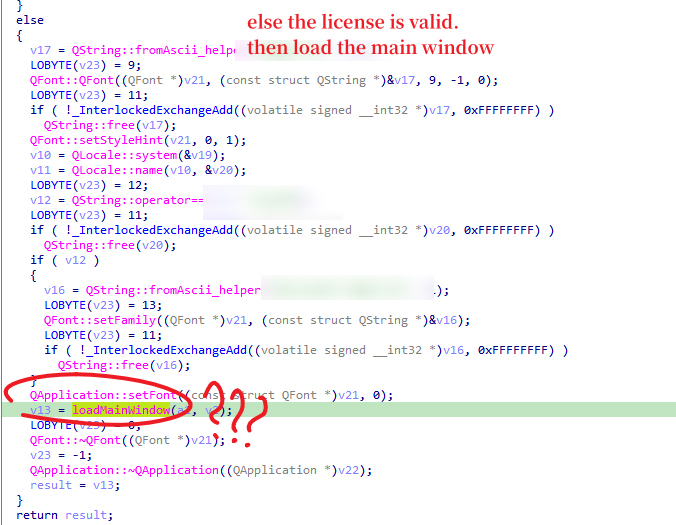 }
else
else the license is valid.
{
then load the main window
v17 = QString::fromAscii_helpe
LOBYTE(v23) = 9;
QFont::QFont((QFont *)v21, (const struct QString *)&v17, 9, -1, 0);
LOBYTE(v23) = 11;
if ( !_InterlockedExchangeAdd((volatile signed __int32 *)v17, 0xFFFFFFFF) )
QString::free(v17);
QFont::setStyleHint(v21, 0, 1);
v10 = QLocale::system(&v19);
v11 = QLocale::name(v10, &v20);
LOBYTE(v23) = 12;
v12 = QString::operator==
LOBYTE(v23) = 11;
if ( !_InterlockedExchangeAdd((volatile signed __int32 *)v20, 0xFFFFFFFF) )
QString::free(v20);
if ( v12 )
{
v16 = QString::fromAscii_helper );
LOBYTE(v23) = 13;
QFont::setFamily((QFont *)v21, (const struct QString *)&v16);
LOBYTE(v23) = 11;
if ( !_InterlockedExchangeAdd((volatile signed __int32 *)v16, 0xFFFFFFFF) )
QString::free(v16);
}
QApplication::setFont((const struct QFont *)v21, 0);
v13 = loadMainWindow( ???
LOBYTE(v23) = 0;
QFont::~QFont((QFont *)v21);
v23 = -1;
QApplication::~QApplication((QApplication *)v22);
result = v13;
}
return result;